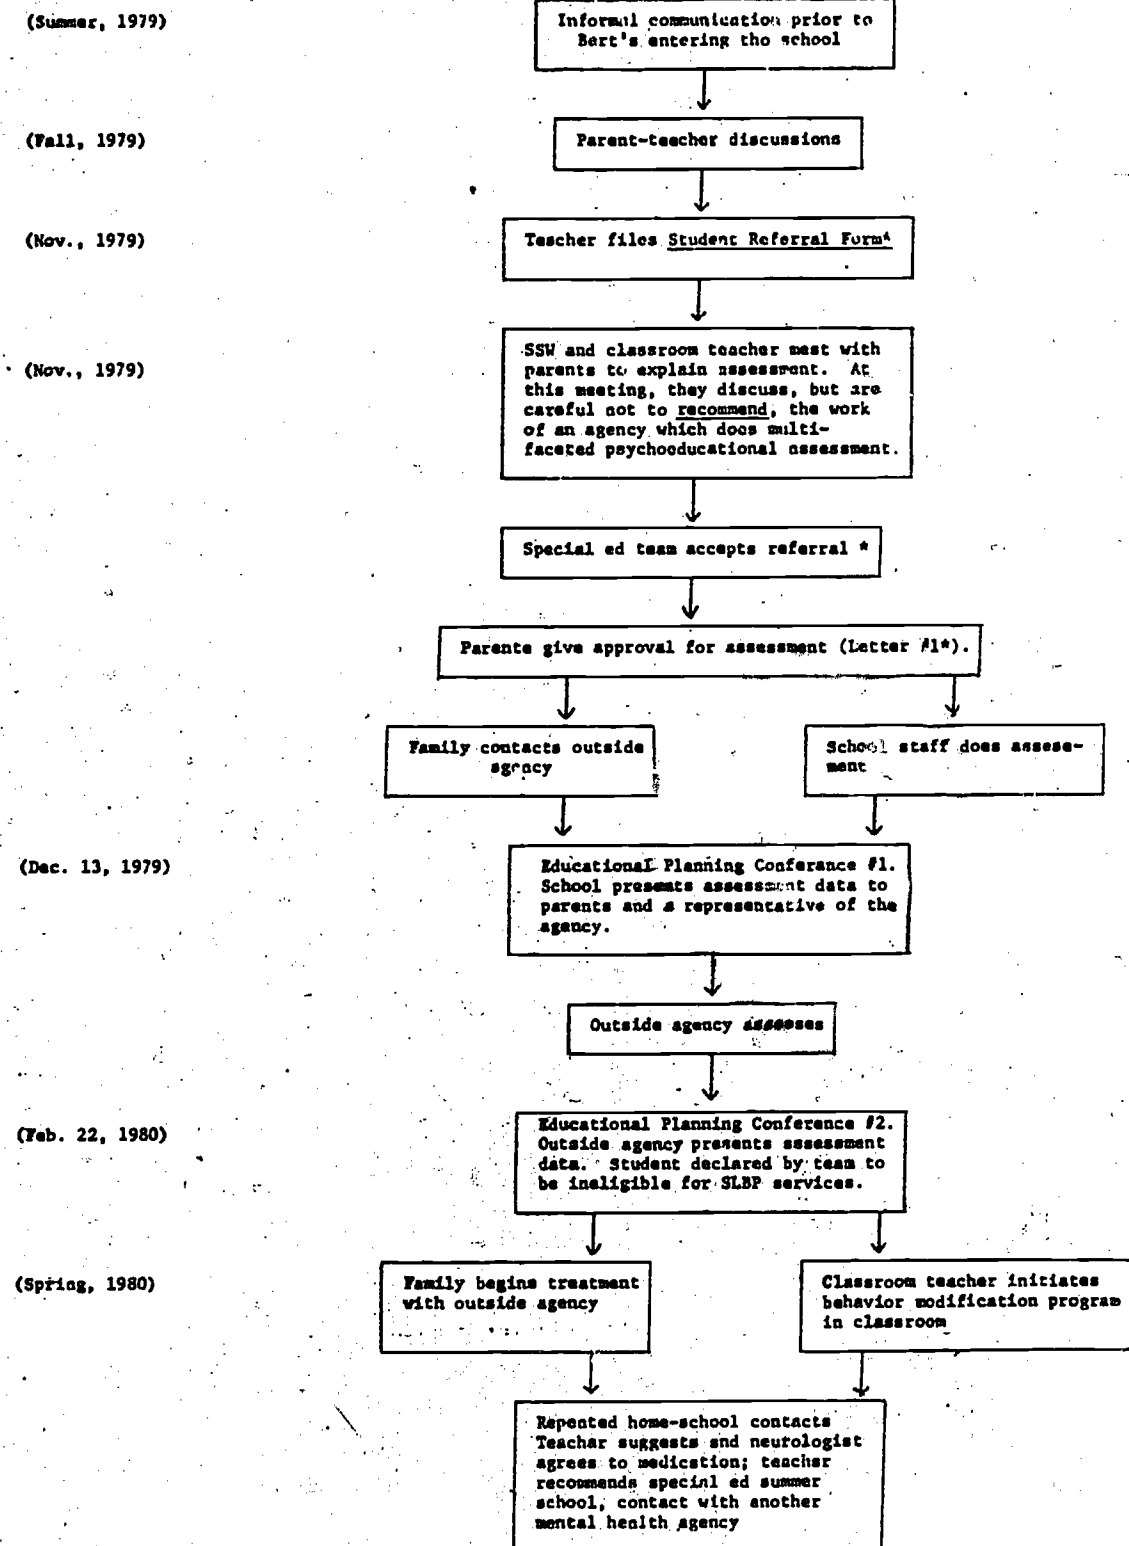 (Summer, 1979)
Informal communication prior to
Bert's entering the school
(Fall, 1979)
Parent-teacher discussions
(Nov., 1979)
Teacher files Student Referral Form*
(Nov., 1979)
SSW and classroom teacher meet with
parents to explain assessment. At
this meeting, they discuss, but are
careful not to recommend, the work
of an agency which does multi-
faceted psychoeducational assessment.
Special ed team accepts referral *
Parents give approval for assessment (Letter #1*).
Family contacts outside
agency
School staff does assess-
ment
(Dec. 13, 1979)
Educational Planning Conference #1.
School presents assessment data to
parents and a representative of the
agency.
Outside agency assesses
(Feb. 22, 1980)
Educational Planning Conference #2.
Outside agency presents assessment
data. Student declared by team to
be ineligible for SLBP services.
(Spring, 1980)
Family begins treatment
with outside agency
Classroom teacher initiates
behavior modification program
in classroom
Repeated home-school contacts
Teacher suggests and neurologist
agrees to medication; teacher
recommends special ed summer
school, contact with another
mental health agency